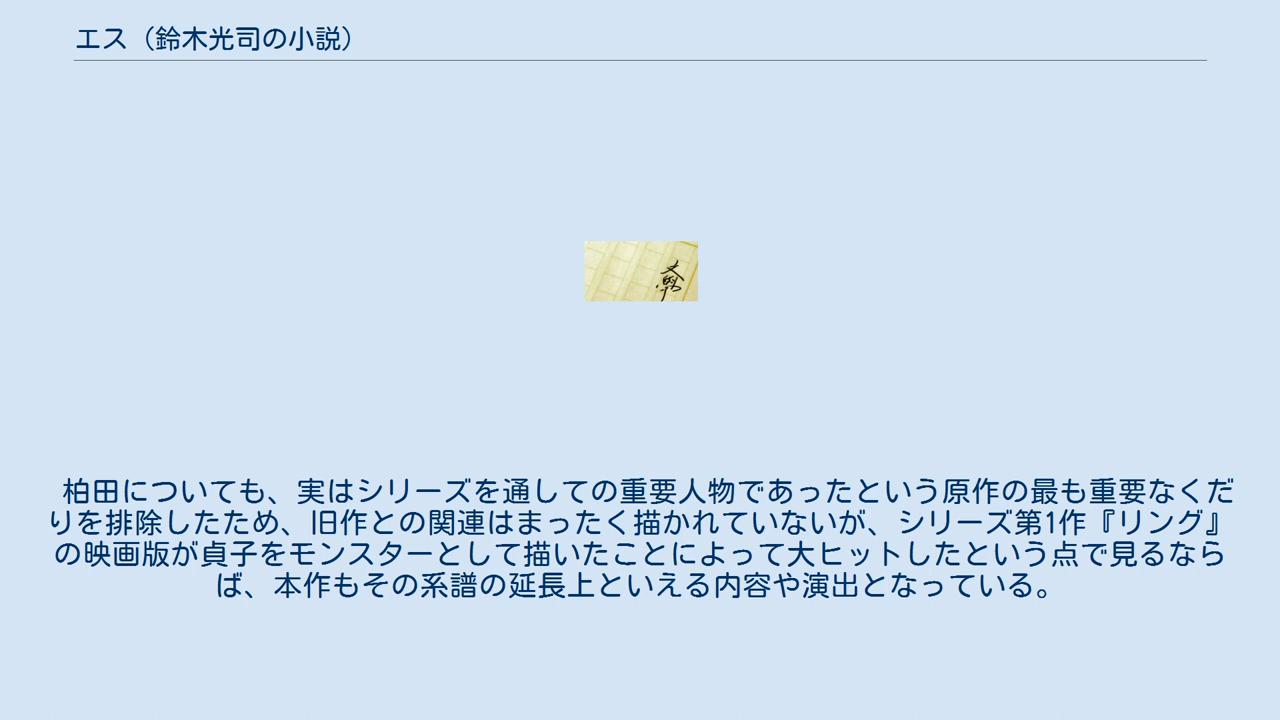 エス（鈴木光司の小説）
柏田についても、実はシリーズを通しての重要人物であったという原作の最も重要なくだ
りを排除したため、旧作との関連はまったく描かれていないが、シリーズ第1作『リング』
の映画版が貞子をモンスターとして描いたことによって大ヒットしたという点で見るなら
ば、本作もその系譜の延長上といえる内容や演出となっている。